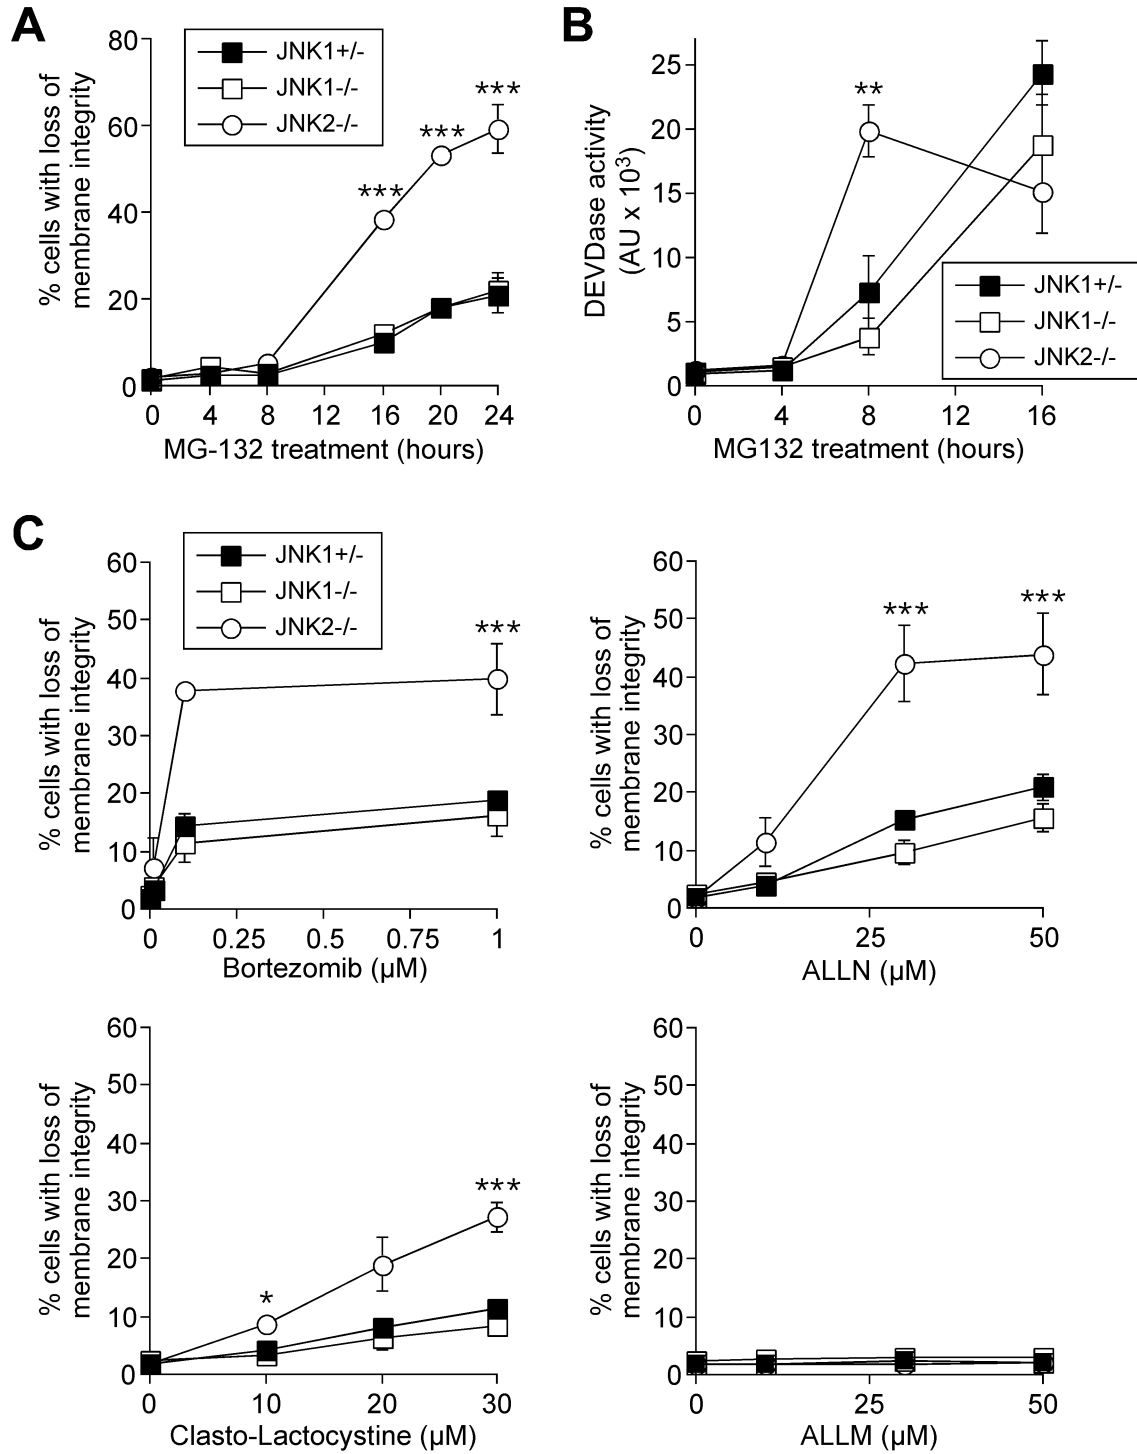 A
% cells with loss of
membrane integrity
80
60
40
20
0
JNK1+/-
JNK1-/-
JNK2-/-
***
***
***
0 4 8 12 16 20 24
MG-132 treatment (hours)
B
DEVDase activity
(AU x 10³)
25
20
15
10
5
0
**
JNK1+/-
JNK1-/-
JNK2-/-
0 4 8 12 16
MG132 treatment (hours)
C
% cells with loss of
membrane integrity
60
50
40
30
20
10
0
JNK1+/-
JNK1-/-
JNK2-/-
***
0 0.25 0.5 0.75 1
Bortezomib (µM)
% cells with loss of
membrane integrity
60
50
40
30
20
10
0
***
***
0 25 50
ALLN (µM)
% cells with loss of
membrane integrity
60
50
40
30
20
10
0
*
***
0 10 20 30
Clasto-Lactocystine (µM)
% cells with loss of
membrane integrity
60
50
40
30
20
10
0
0 25 50
ALLM (µM)